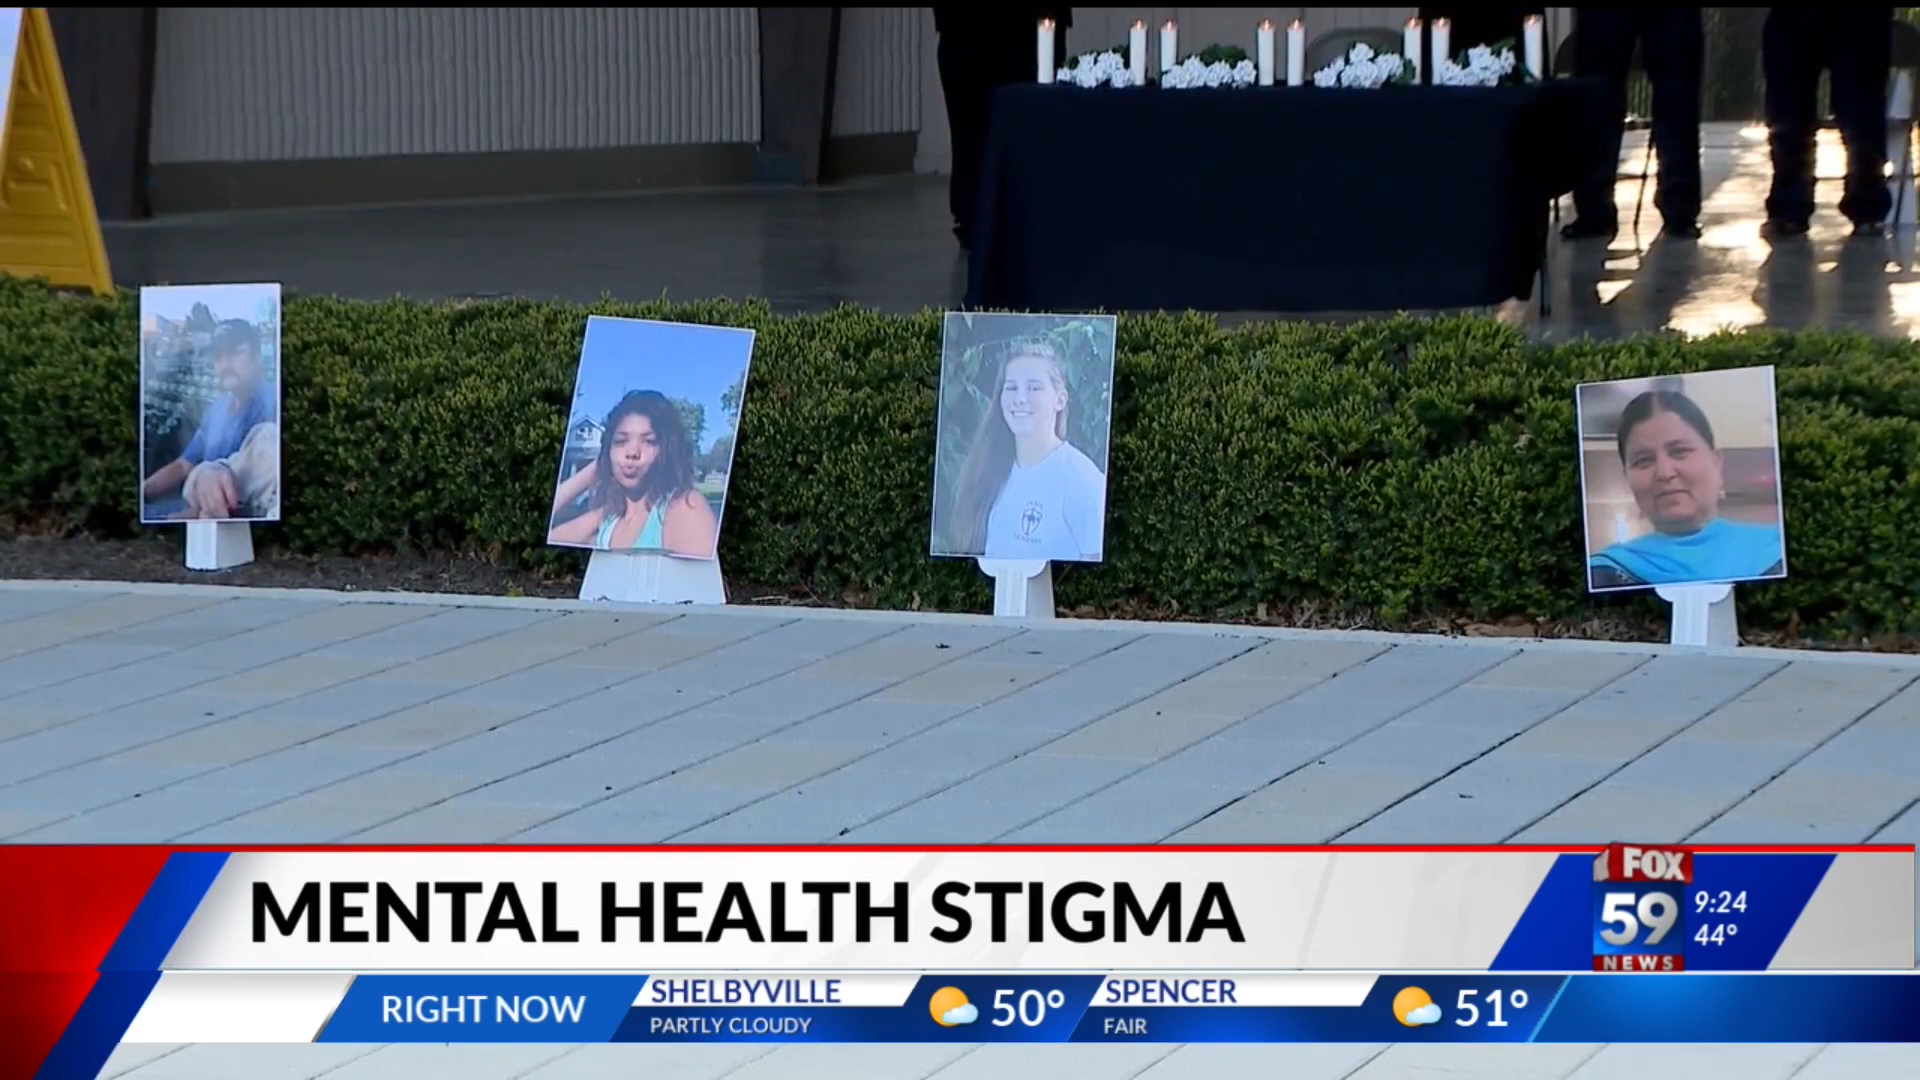 MENTAL HEALTH STIGMA
FOX
59
NEWS
9:24
44°
RIGHT NOW
SHELBYVILLE
PARTLY CLOUDY
50°
SPENCER
FAIR
51°